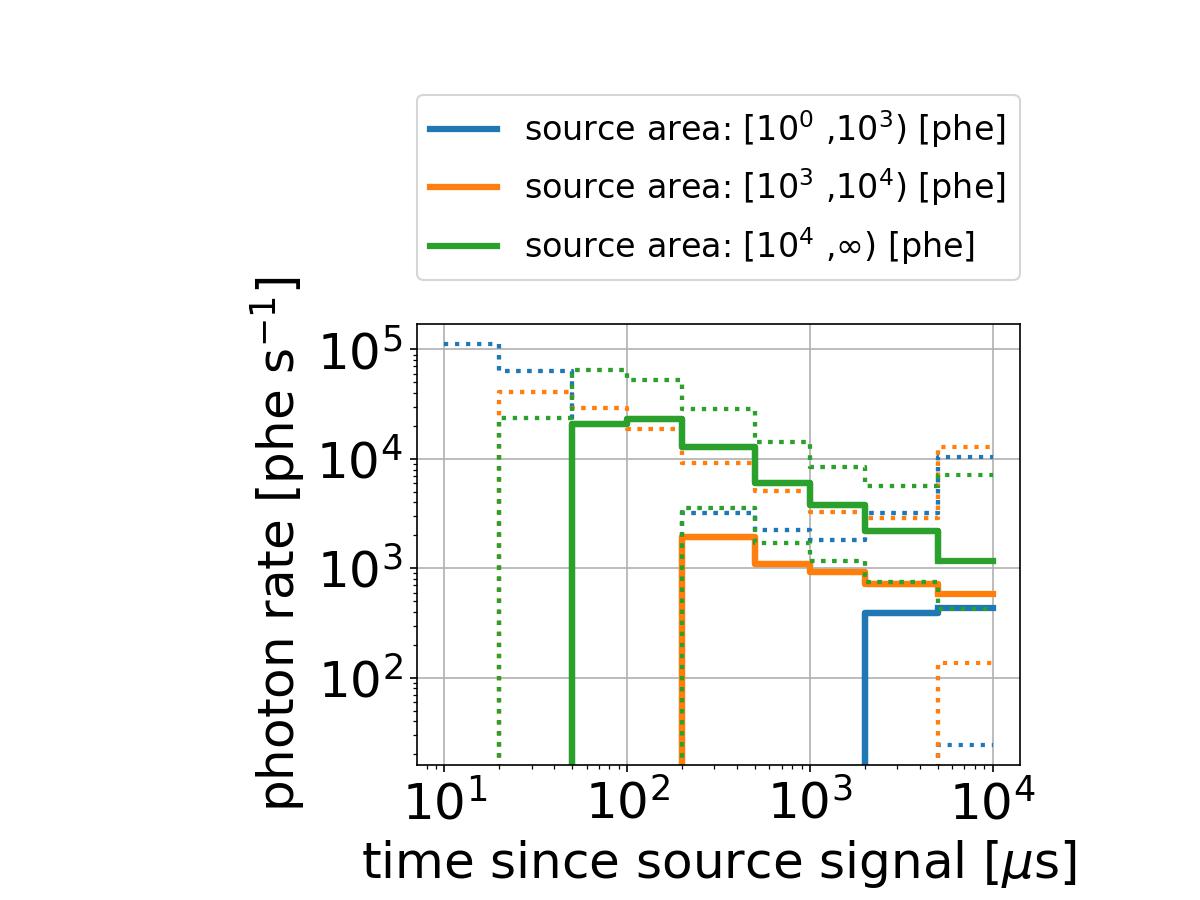 source area: [10⁰ ,10³) [phe]
source area: [10³ ,10⁴) [phe]
source area: [10⁴ ,∞) [phe]
photon rate [phe s⁻¹]
10⁵
10⁴
10³
10²
10¹ 10² 10³ 10⁴
time since source signal [μs]